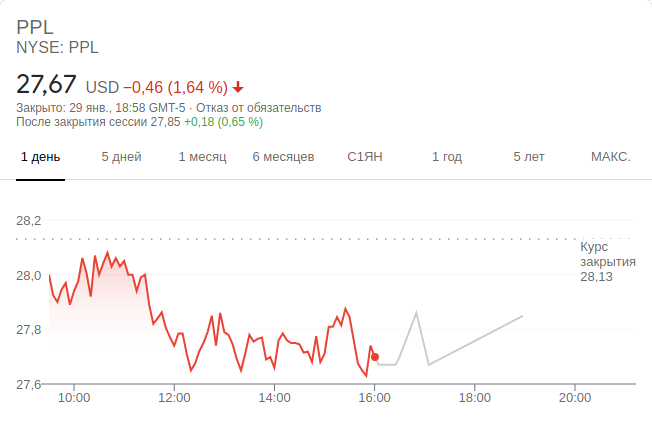 PPL
NYSE: PPL
27,67 USD −0,46 (1,64 %)
Закрыто: 29 янв., 18:58 GMT-5 · Отказ от обязательств
После закрытия сессии 27,85 +0,18 (0,65 %)
1 день 5 дней 1 месяц 6 месяцев С1ЯН 1 год 5 лет МАКС.
28,2
Курс
закрытия
28,13
28,0
27,8
27,6
10:00 12:00 14:00 16:00 18:00 20:00